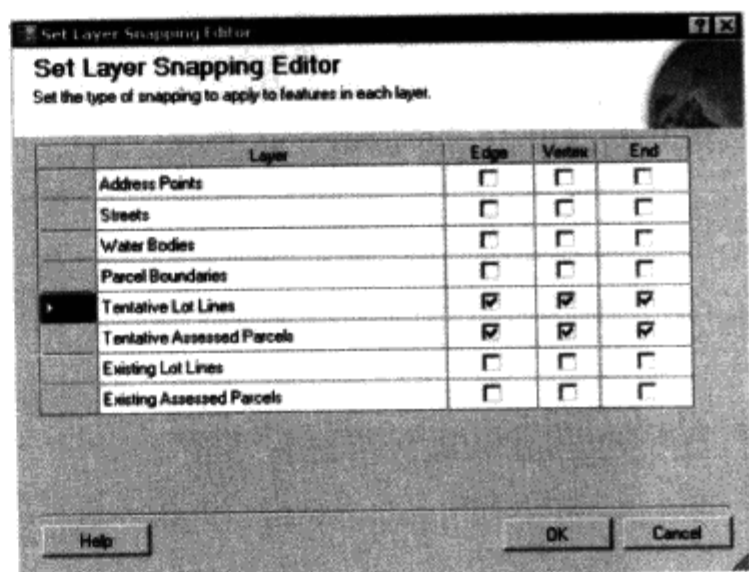 Set Layer Snapping Editor
Set Layer Snapping Editor
Set the type of snapping to apply to features in each layer.
Layer Edge Vertex End
Address Points
Streets
Water Bodies
Parcel Boundaries
Tentative Lot Lines
Tentative Assessed Parcels
Existing Lot Lines
Existing Assessed Parcels
Help OK Cancel